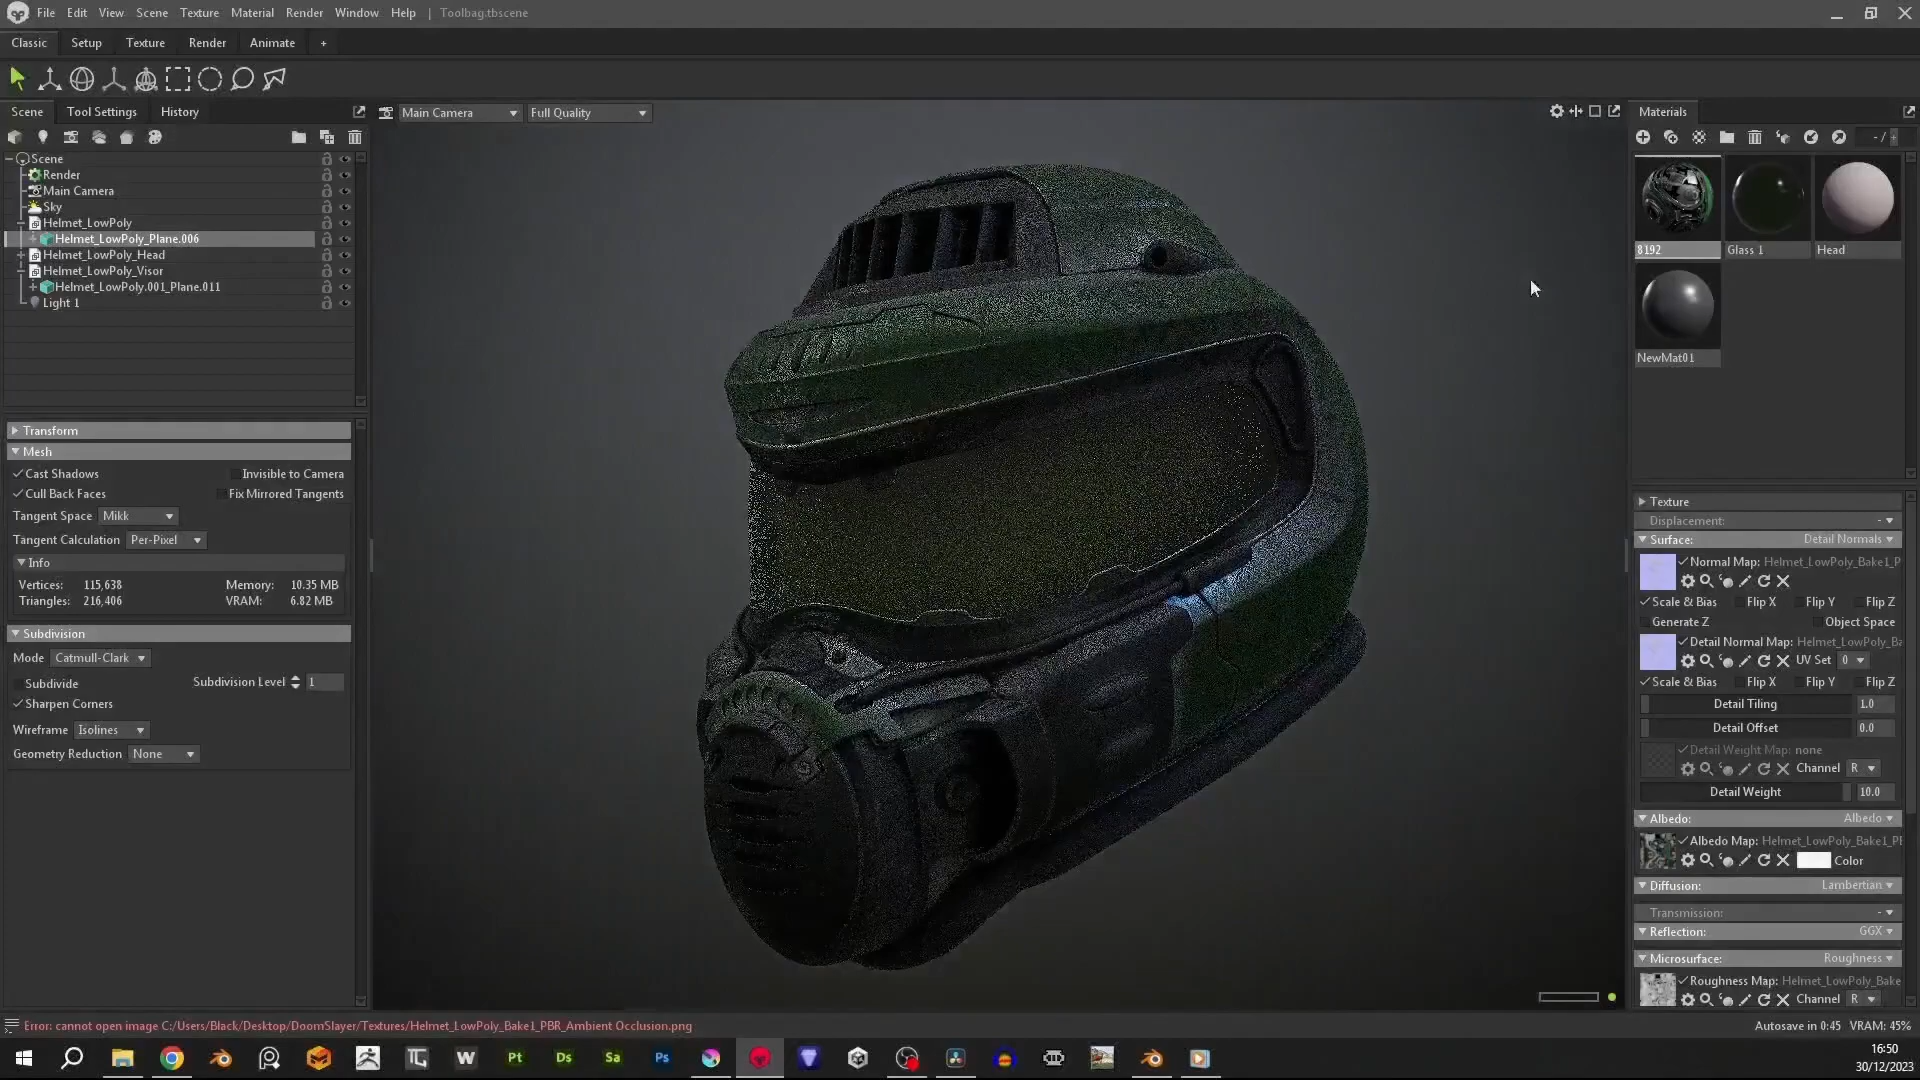 File Edit View Scene Texture Material Render Window Help | Toolbag.tbscene
Classic Setup Texture Render Animate +
Scene Tool Settings History
Main Camera Full Quality
Materials
Scene
Render
Main Camera
Sky
Helmet_LowPoly
Helmet_LowPoly_Plane.006
Helmet_LowPoly_Head
Helmet_LowPoly_Visor
Helmet_LowPoly.001_Plane.011
Light 1
Transform
Mesh
Cast Shadows Invisible to Camera
Cull Back Faces Fix Mirrored Tangents
Tangent Space Mikk
Tangent Calculation Per-Pixel
Info
Vertices: 115,638 Memory: 10.35 MB
Triangles: 216,406 VRAM: 6.82 MB
Subdivision
Mode Catmull-Clark
Subdivide Subdivision Level 1
Sharpen Corners
Wireframe Isolines
Geometry Reduction None
- / +
8192 Glass 1 Head
NewMat01
Texture
Displacement: -
Surface: Detail Normals
Normal Map: Helmet_LowPoly_Bake1_P
Scale & Bias Flip X Flip Y Flip Z
Generate Z Object Space
Detail Normal Map: Helmet_LowPoly_Ba
UV Set 0
Scale & Bias Flip X Flip Y Flip Z
Detail Tiling 1.0
Detail Offset 0.0
Detail Weight Map: none
Channel R
Detail Weight 10.0
Albedo: Albedo
Albedo Map: Helmet_LowPoly_Bake1_PB
Color
Diffusion: Lambertian
Transmission: -
Reflection: GGX
Microsurface: Roughness
Roughness Map: Helmet_LowPoly_Bake
Channel R
Error: cannot open image C:/Users/Black/Desktop/DoomSlayer/Textures/Helmet_LowPoly_Bake1_PBR_Ambient Occlusion.png
Autosave in 0:45 VRAM: 45%
W Pt Ds Sa Ps
16:50
30/12/2023